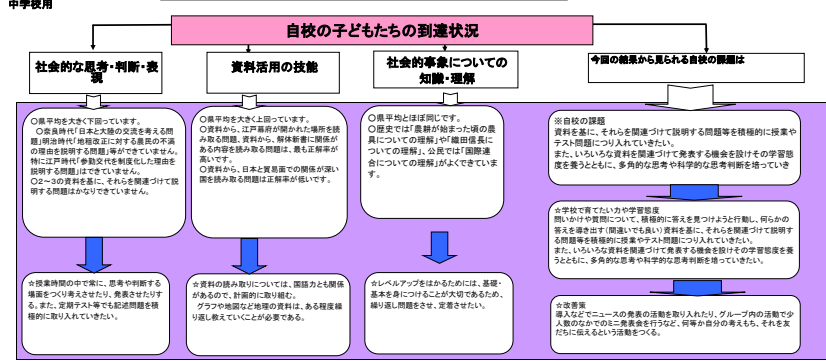 中学校用
自校の子どもたちの到達状況
社会的な思考・判断・表
現
資料活用の技能
社会的事象についての
知識・理解
今回の結果から見られる自校の課題は
○県平均を大きく下回っています。
○奈良時代「日本と大陸の交流を考える問
題」明治時代「地租改正に対する農民の不満
の理由を説明する問題」等ができていません。
特に江戸時代「参勤交代を制度化した理由を
説明する問題」はできていません。
○2~3の資料を基に、それらを関連づけて説
明する問題はかなりできていません。
○県平均を大きく上回っています。
○資料から、江戸幕府が開かれた場所を読
み取る問題、資料から、解体新書に関係が
ある内容を読み取る問題は、最も正解率が
高いです。
○資料から、日本と貿易面での関係が深い
国を読み取る問題は正解率が低いです。
○県平均とほぼ同じです。
○歴史では「農耕が始まった頃の農
具についての理解」や「織田信長に
ついての理解」、公民では「国際連
合についての理解」がよくできていま
す。
※自校の課題
資料を基に、それらを関連づけて説明する問題等を積極的に授業や
テスト問題につり入れていきたい。
また、いろいろな資料を関連づけて発表する機会を設けその学習態
度を養うとともに、多角的な思考や科学的な思考判断を培っていき
☆学校で育てたい力や学習態度
問いかけや質問について、積極的に答えを見つけようと行動し、何らかの
答えを導き出す（間違いでも良い）資料を基に、それらを関連づけて説明す
る問題等を積極的に授業やテスト問題につり入れていきたい。
また、いろいろな資料を関連づけて発表する機会を設けその学習態度を養
うとともに、多角的な思考や科学的な思考判断を培っていきたい。
☆授業時間の中で常に、思考や判断する
場面をつくり考えさせたり、発表させたりす
る。また、定期テスト等でも記述問題を積
極的に取り入れていきたい。
☆資料の読み取りについては、国語力とも関係
があるので、計画的に取り組む。
グラフや地図など地理の資料は、ある程度繰
り返し教えていくことが必要である。
☆レベルアップをはかるためには、基礎・
基本を身につけることが大切であるため、
繰り返し問題をさせ、定着させたい。
☆改善策
導入などでニュースの発表の活動を取り入れたり、グループ内の活動で少
人数のなかでのミニ発表会を行うなど、何等か自分の考えもち、それを友
だちに伝えるという活動をつくる。